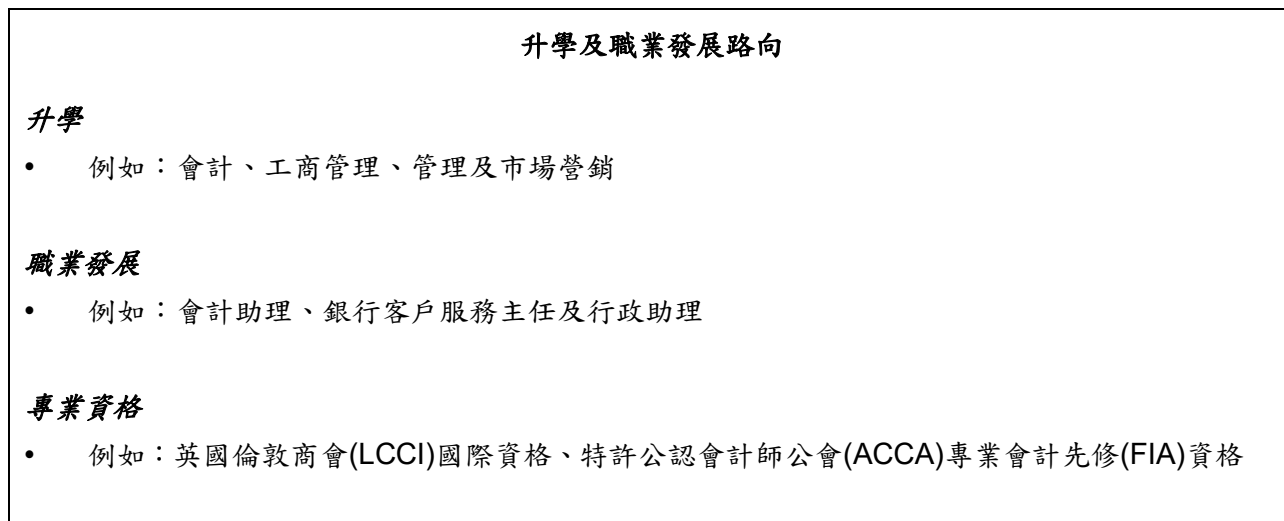 升學及職業發展路向
升學
• 例如：會計、工商管理、管理及市場營銷
職業發展
• 例如：會計助理、銀行客戶服務主任及行政助理
專業資格
• 例如：英國倫敦商會(LCCI)國際資格、特許公認會計師公會(ACCA)專業會計先修(FIA)資格